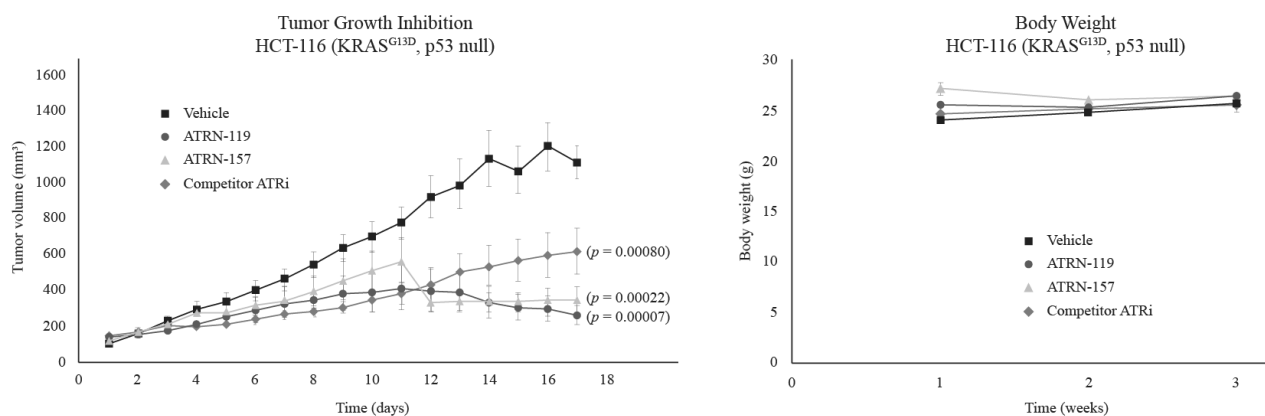 Tumor Growth Inhibition
HCT-116 (KRASG13D, p53 null)
1600
1400
1200
1000
800
600
400
200
0
Tumor volume (mm³)
Vehicle
ATRN-119
ATRN-157
Competitor ATRi
(p = 0.00080)
(p = 0.00022)
(p = 0.00007)
0 2 4 6 8 10 12 14 16 18
Time (days)
Body Weight
HCT-116 (KRASG13D, p53 null)
30
25
20
15
10
5
0
Body weight (g)
Vehicle
ATRN-119
ATRN-157
Competitor ATRi
0 1 2 3
Time (weeks)